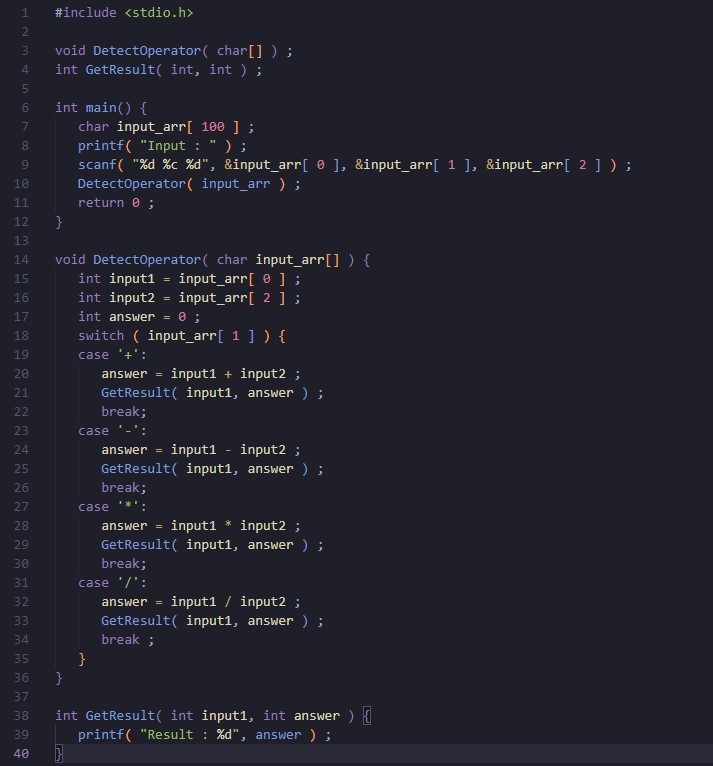 1 #include <stdio.h>
2
3 void DetectOperator( char[] ) ;
4 int GetResult( int, int ) ;
5
6 int main() {
7 char input_arr[ 100 ] ;
8 printf( "Input : " ) ;
9 scanf( "%d %c %d", &input_arr[ 0 ], &input_arr[ 1 ], &input_arr[ 2 ] ) ;
10 DetectOperator( input_arr ) ;
11 return 0 ;
12 }
13
14 void DetectOperator( char input_arr[] ) {
15 int input1 = input_arr[ 0 ] ;
16 int input2 = input_arr[ 2 ] ;
17 int answer = 0 ;
18 switch ( input_arr[ 1 ] ) {
19 case '+':
20 answer = input1 + input2 ;
21 GetResult( input1, answer ) ;
22 break;
23 case '-':
24 answer = input1 - input2 ;
25 GetResult( input1, answer ) ;
26 break;
27 case '*':
28 answer = input1 * input2 ;
29 GetResult( input1, answer ) ;
30 break;
31 case '/':
32 answer = input1 / input2 ;
33 GetResult( input1, answer ) ;
34 break ;
35 }
36 }
37
38 int GetResult( int input1, int answer ) {
39 printf( "Result : %d", answer ) ;
40 }